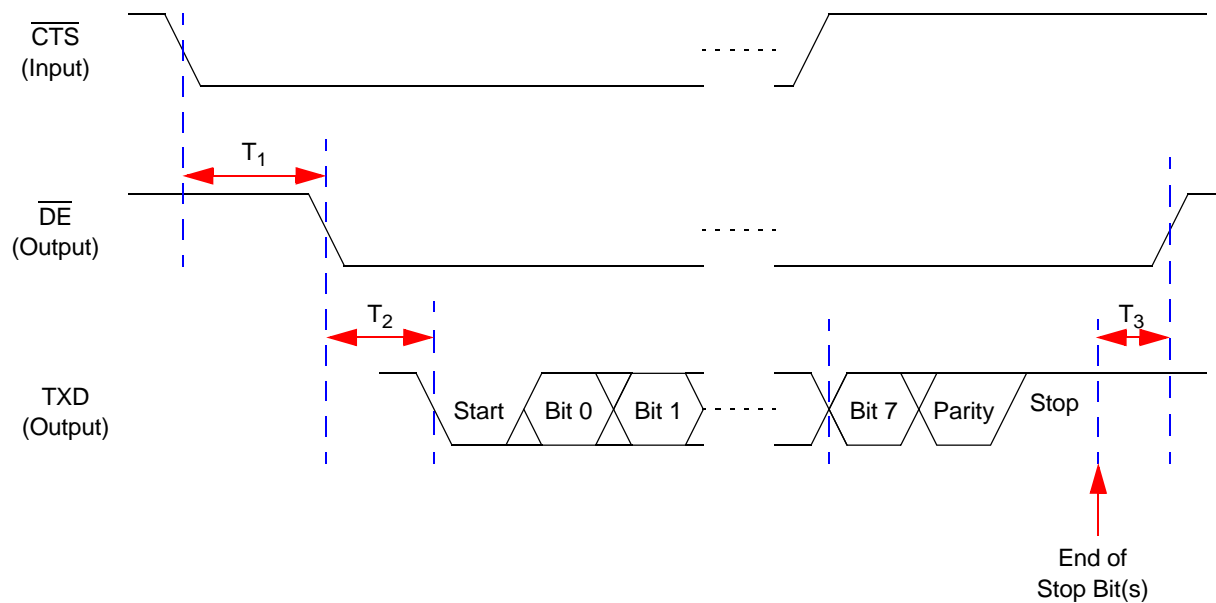 CTS
(Input)
T1
DE
(Output)
T2
T3
TXD
(Output)
Start
Bit 0
Bit 1
Bit 7
Parity
Stop
End of
Stop Bit(s)